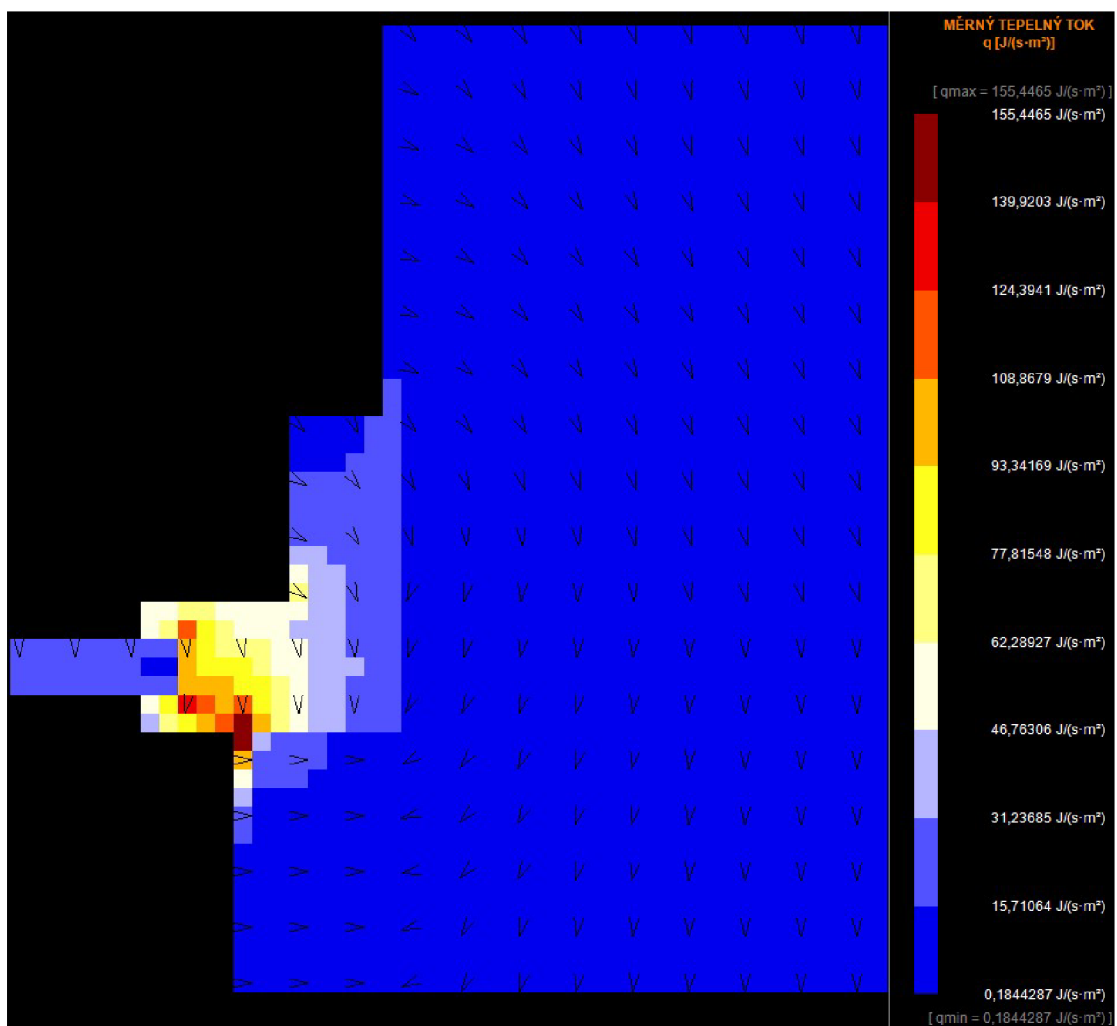 MĚRNÝ TEPELNÝ TOK
q [J/(s·m²)]
[ qmax = 155,4465 J/(s·m²) ]
155,4465 J/(s·m²)
139,9203 J/(s·m²)
124,3941 J/(s·m²)
108,8679 J/(s·m²)
93,34169 J/(s·m²)
77,81548 J/(s·m²)
62,28927 J/(s·m²)
46,76306 J/(s·m²)
31,23685 J/(s·m²)
15,71064 J/(s·m²)
0,1844287 J/(s·m²)
[ qmin = 0,1844287 J/(s·m²) ]